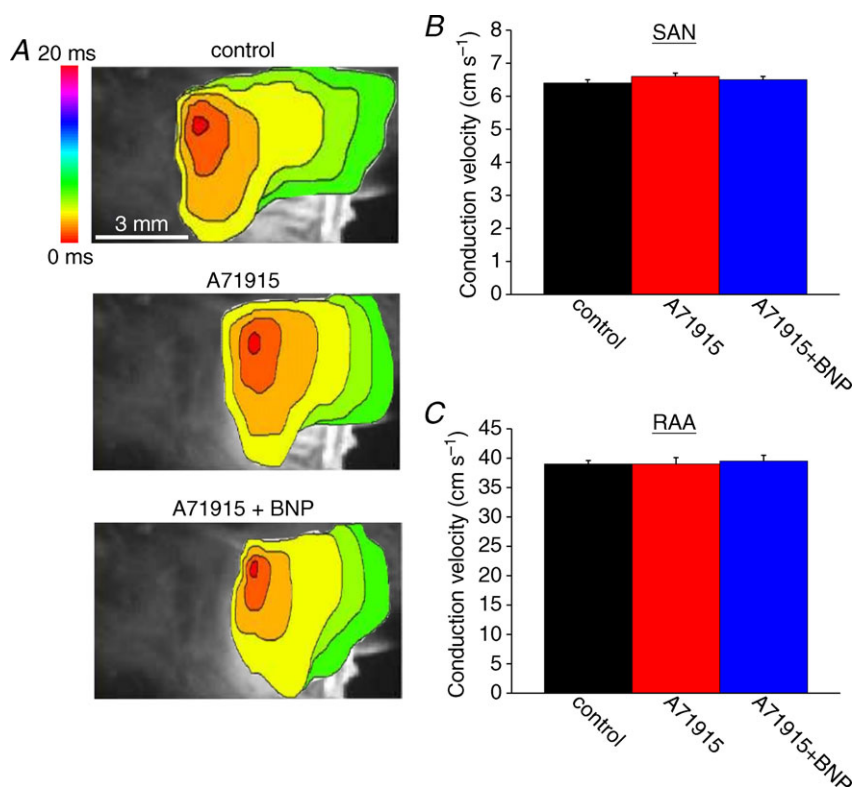 A
20 ms
control
3 mm
0 ms
A71915
A71915 + BNP
B
SAN
Conduction velocity (cm s⁻¹)
8
7
6
5
4
3
2
1
0
control
A71915
A71915+BNP
C
RAA
Conduction velocity (cm s⁻¹)
45
40
35
30
25
20
15
10
5
0
control
A71915
A71915+BNP